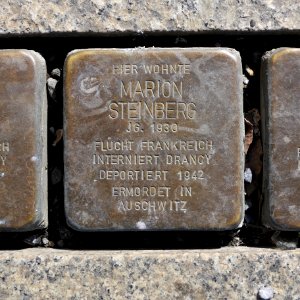 HIER WOHNTE
MARION
STEINBERG
JG. 1930
FLUCHT FRANKREICH
INTERNIERT DRANCY
DEPORTIERT 1942
ERMORDET IN
AUSCHWITZ